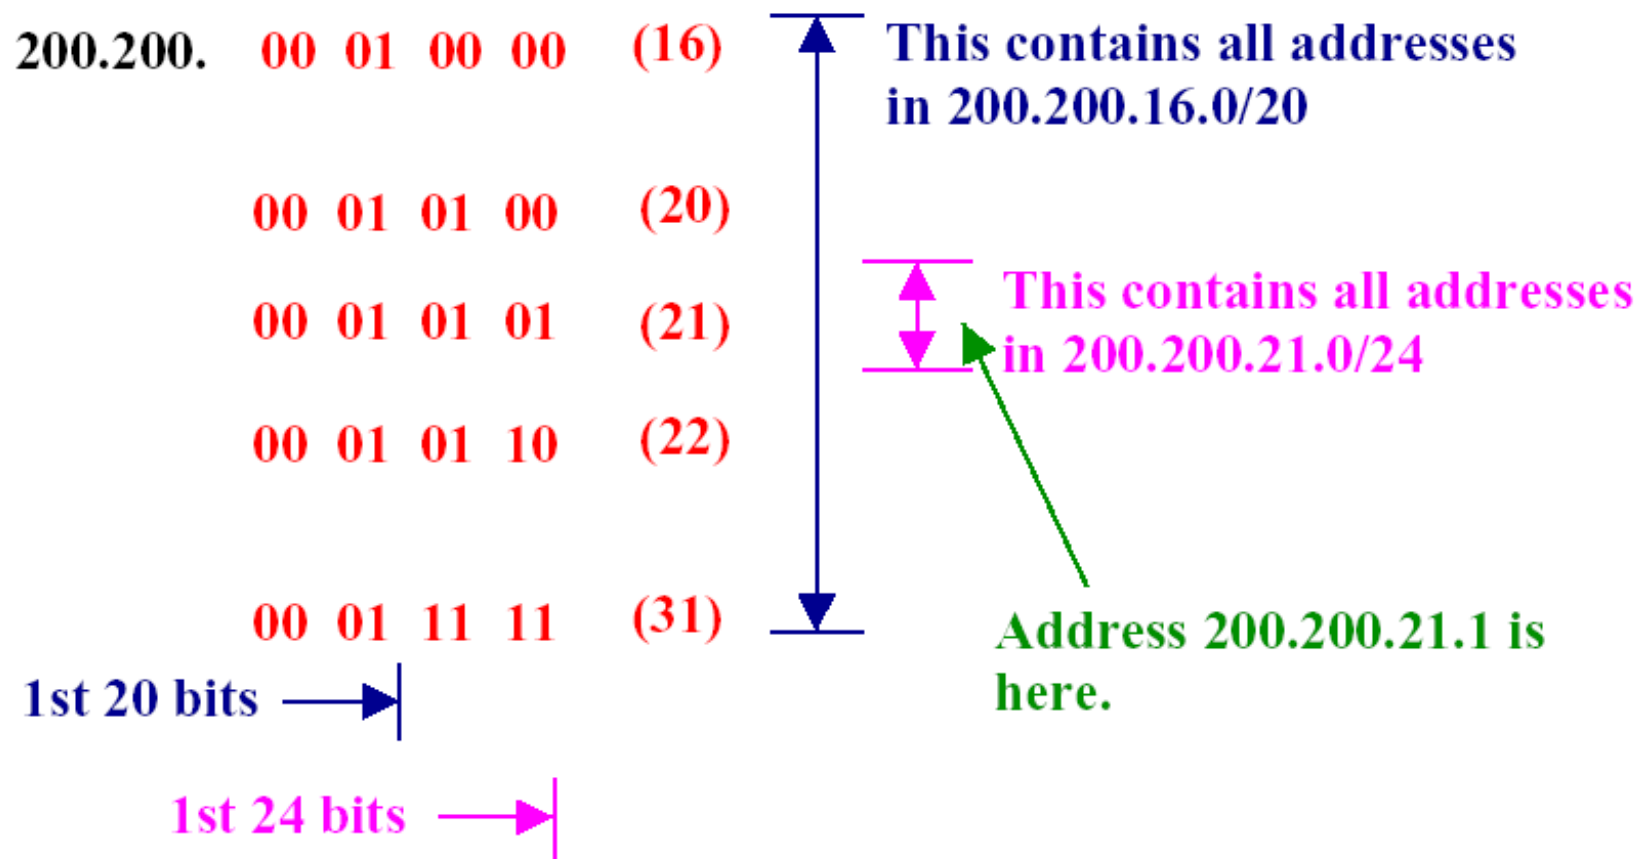 200.200. 00 01 00 00 (16)
This contains all addresses
in 200.200.16.0/20
00 01 01 00 (20)
00 01 01 01 (21)
This contains all addresses
in 200.200.21.0/24
00 01 01 10 (22)
00 01 11 11 (31)
Address 200.200.21.1 is
here.
1st 20 bits
1st 24 bits